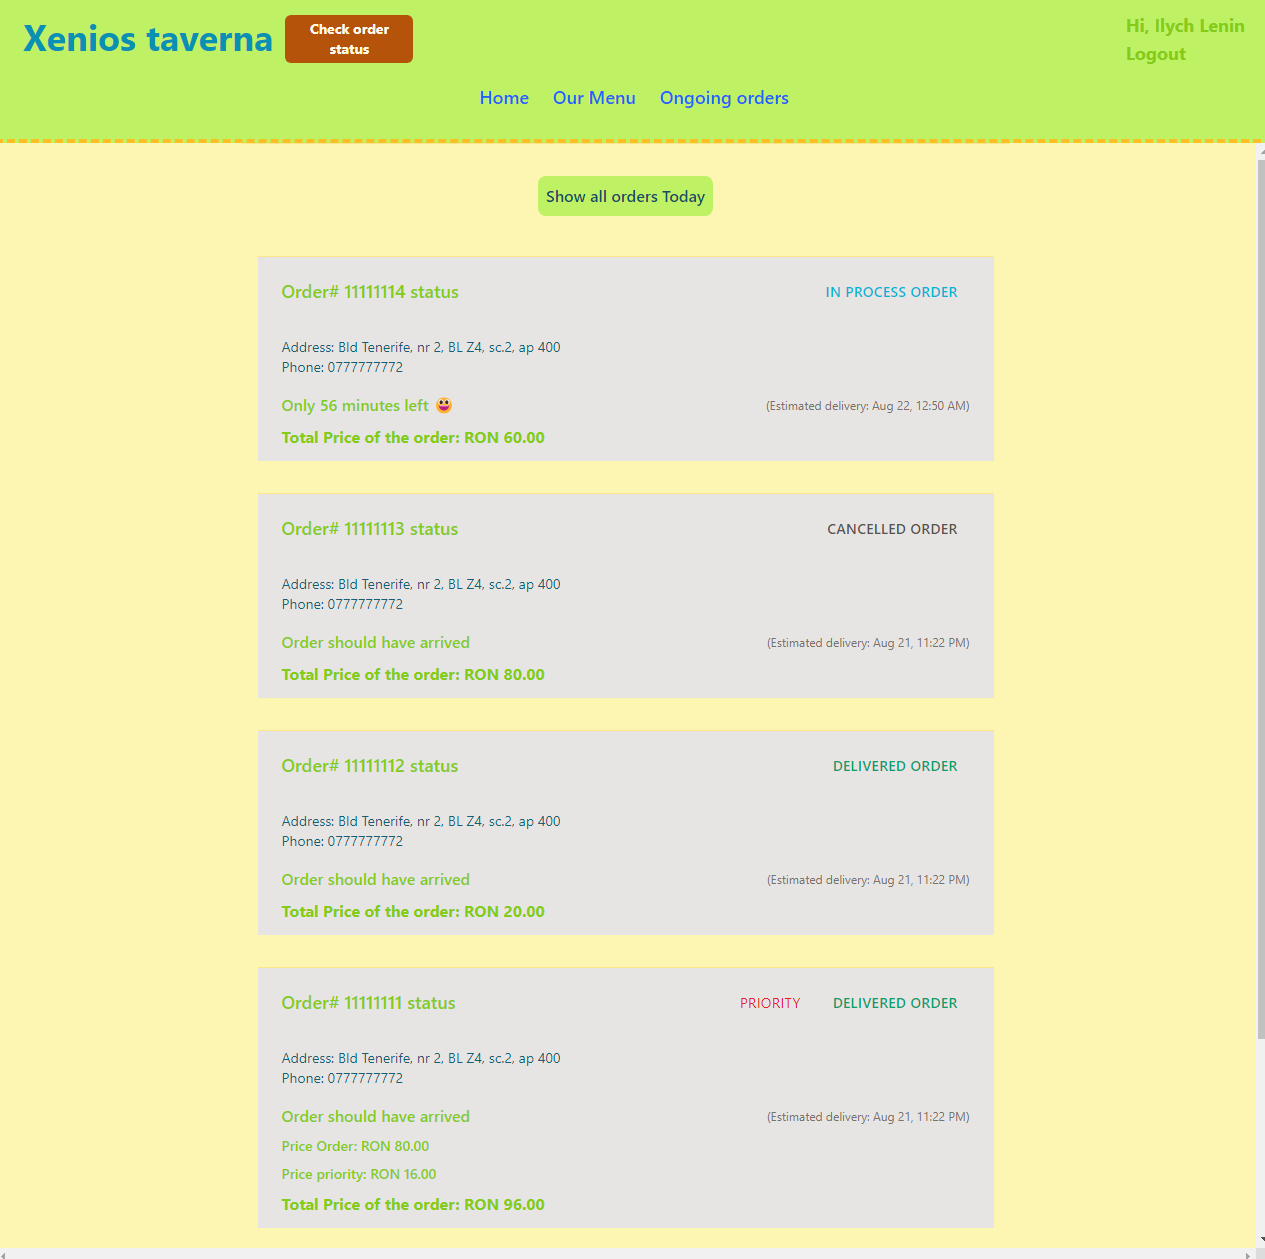 Xenios taverna
Check order
status
Hi, Ilych Lenin
Logout
Home Our Menu Ongoing orders
Show all orders Today
Order# 11111114 status IN PROCESS ORDER
Address: Bld Tenerife, nr 2, BL Z4, sc.2, ap 400
Phone: 0777777772
Only 56 minutes left 😀 (Estimated delivery: Aug 22, 12:50 AM)
Total Price of the order: RON 60.00
Order# 11111113 status CANCELLED ORDER
Address: Bld Tenerife, nr 2, BL Z4, sc.2, ap 400
Phone: 0777777772
Order should have arrived (Estimated delivery: Aug 21, 11:22 PM)
Total Price of the order: RON 80.00
Order# 11111112 status DELIVERED ORDER
Address: Bld Tenerife, nr 2, BL Z4, sc.2, ap 400
Phone: 0777777772
Order should have arrived (Estimated delivery: Aug 21, 11:22 PM)
Total Price of the order: RON 20.00
Order# 11111111 status PRIORITY DELIVERED ORDER
Address: Bld Tenerife, nr 2, BL Z4, sc.2, ap 400
Phone: 0777777772
Order should have arrived (Estimated delivery: Aug 21, 11:22 PM)
Price Order: RON 80.00
Price priority: RON 16.00
Total Price of the order: RON 96.00